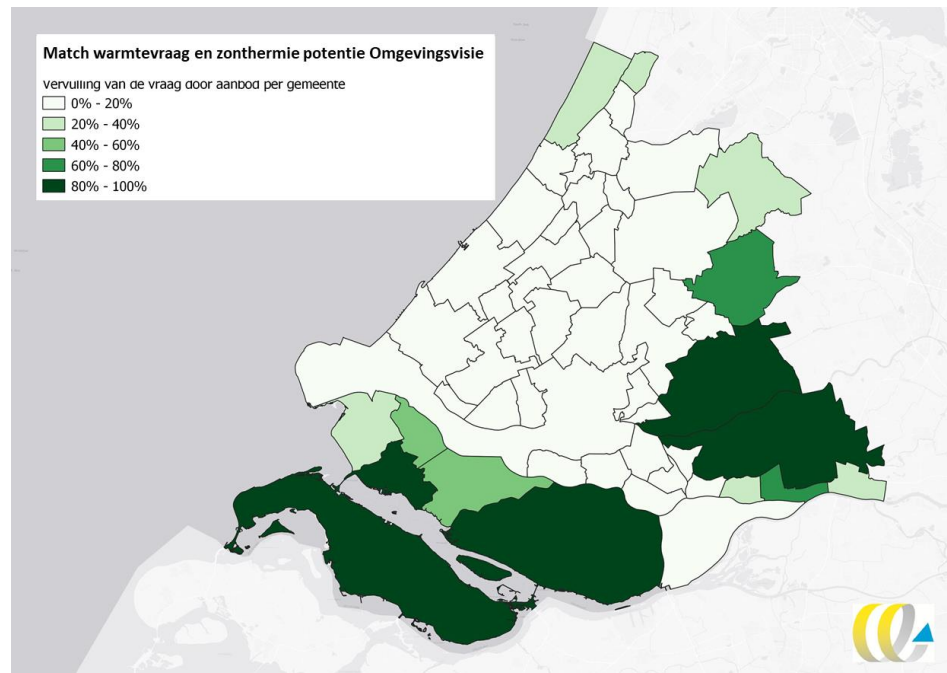 Match warmtevraag en zonthermie potentie Omgevingsvisie
Vervulling van de vraag door aanbod per gemeente
0% - 20%
20% - 40%
40% - 60%
60% - 80%
80% - 100%